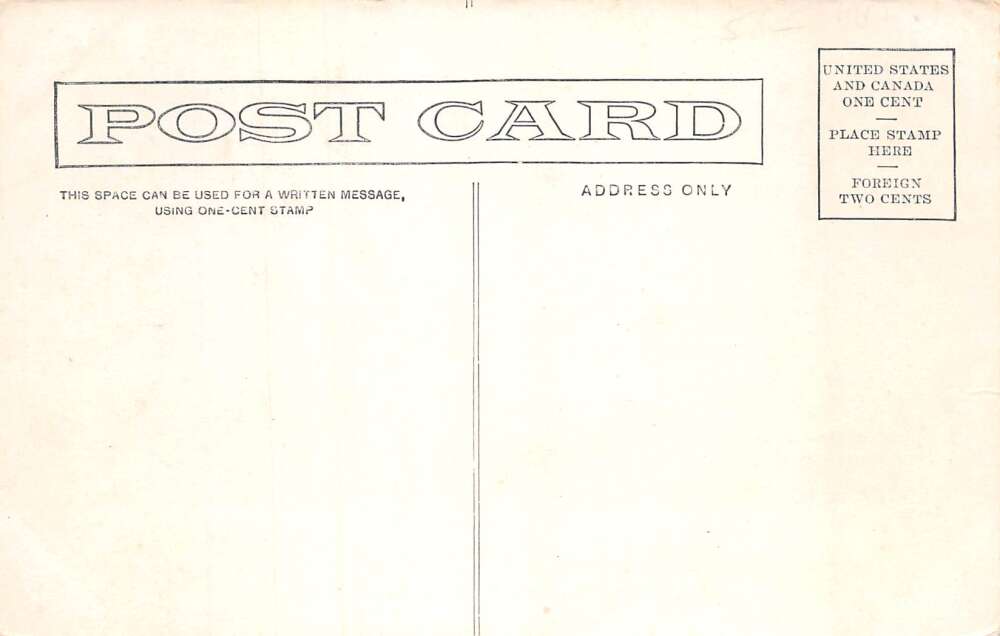 POST CARD
THIS SPACE CAN BE USED FOR A WRITTEN MESSAGE,
USING ONE-CENT STAMP
ADDRESS ONLY
UNITED STATES
AND CANADA
ONE CENT
PLACE STAMP
HERE
FOREIGN
TWO CENTS